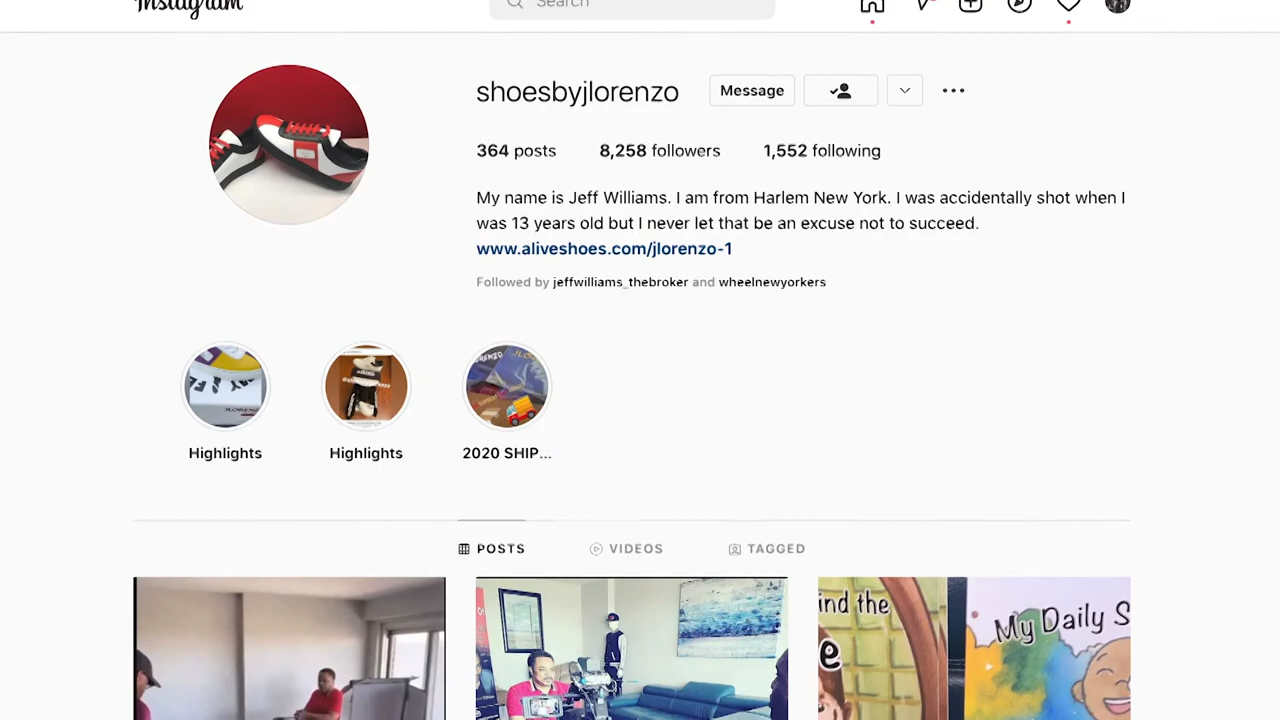 Instagram
Search
shoesbyjlorenzo Message
364 posts 8,258 followers 1,552 following
My name is Jeff Williams. I am from Harlem New York. I was accidentally shot when I
was 13 years old but I never let that be an excuse not to succeed.
www.aliveshoes.com/jlorenzo-1
Followed by jeffwilliams_thebroker and wheelnewyorkers
Highlights Highlights 2020 SHIP...
POSTS VIDEOS TAGGED
ind the
e
My Daily S